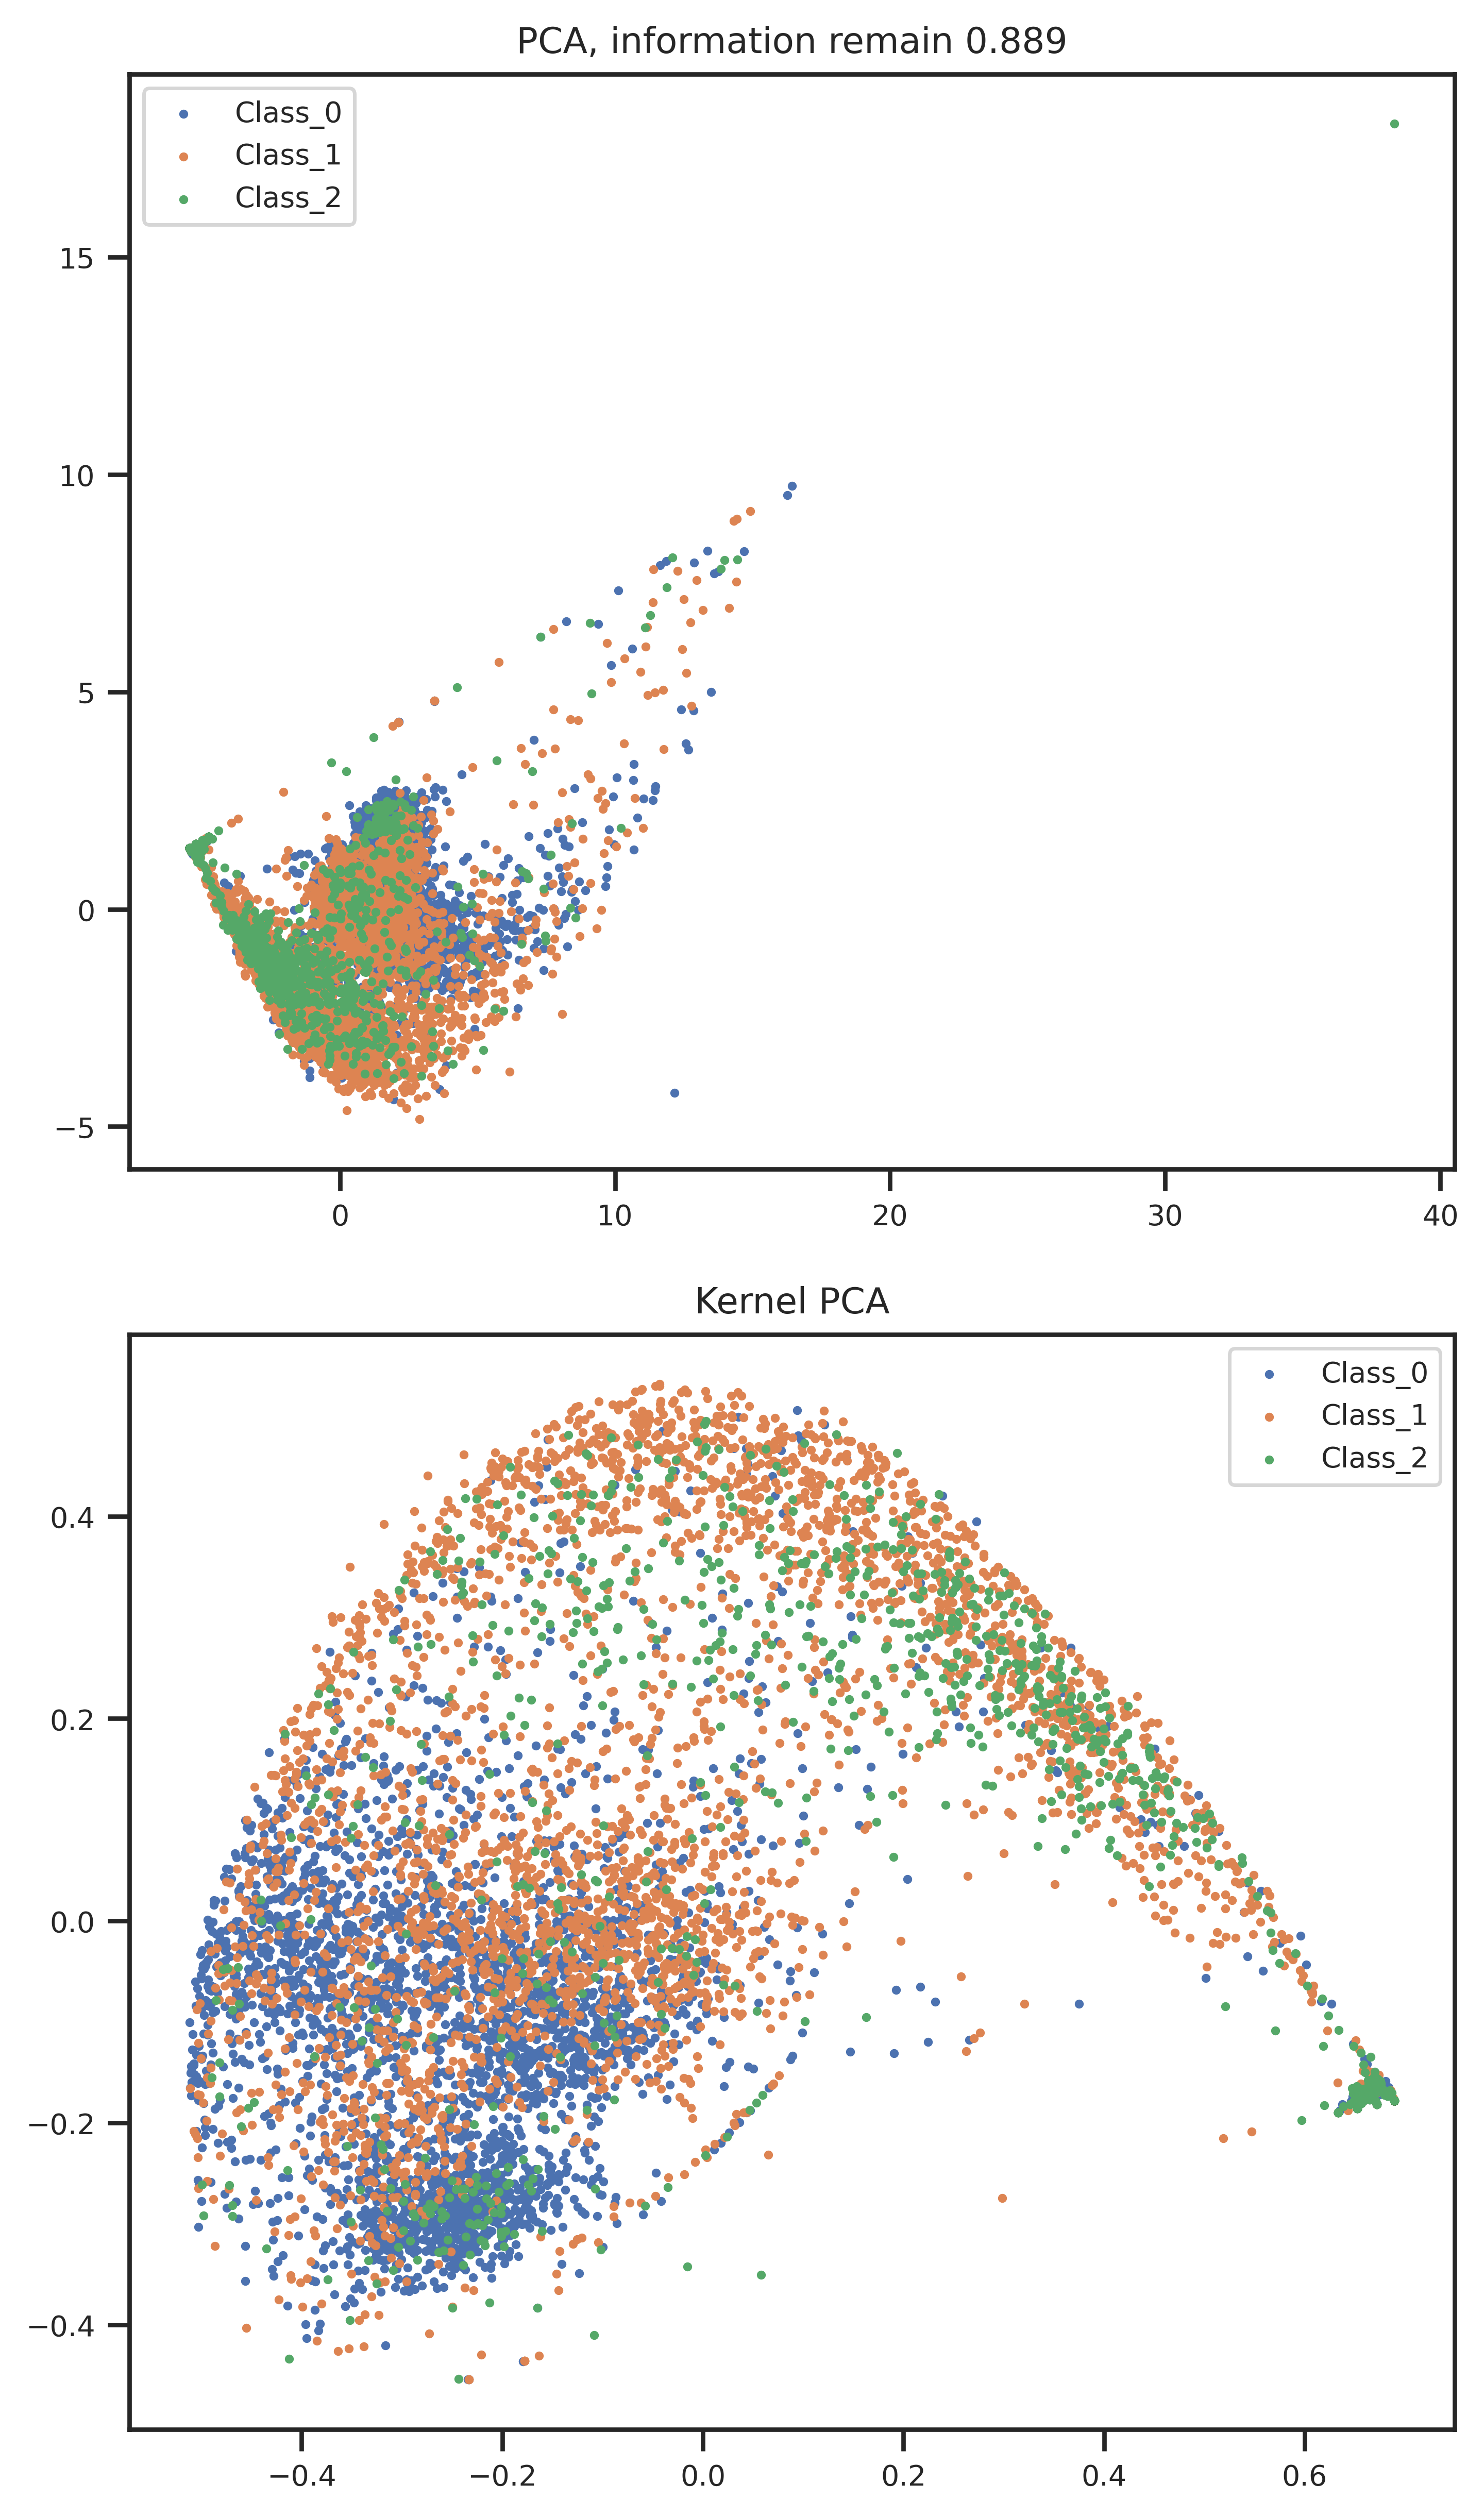 PCA, information remain 0.889
Class_0
Class_1
Class_2
15
10
5
0
−5
0 10 20 30 40
Kernel PCA
Class_0
Class_1
Class_2
0.4
0.2
0.0
−0.2
−0.4
−0.4 −0.2 0.0 0.2 0.4 0.6